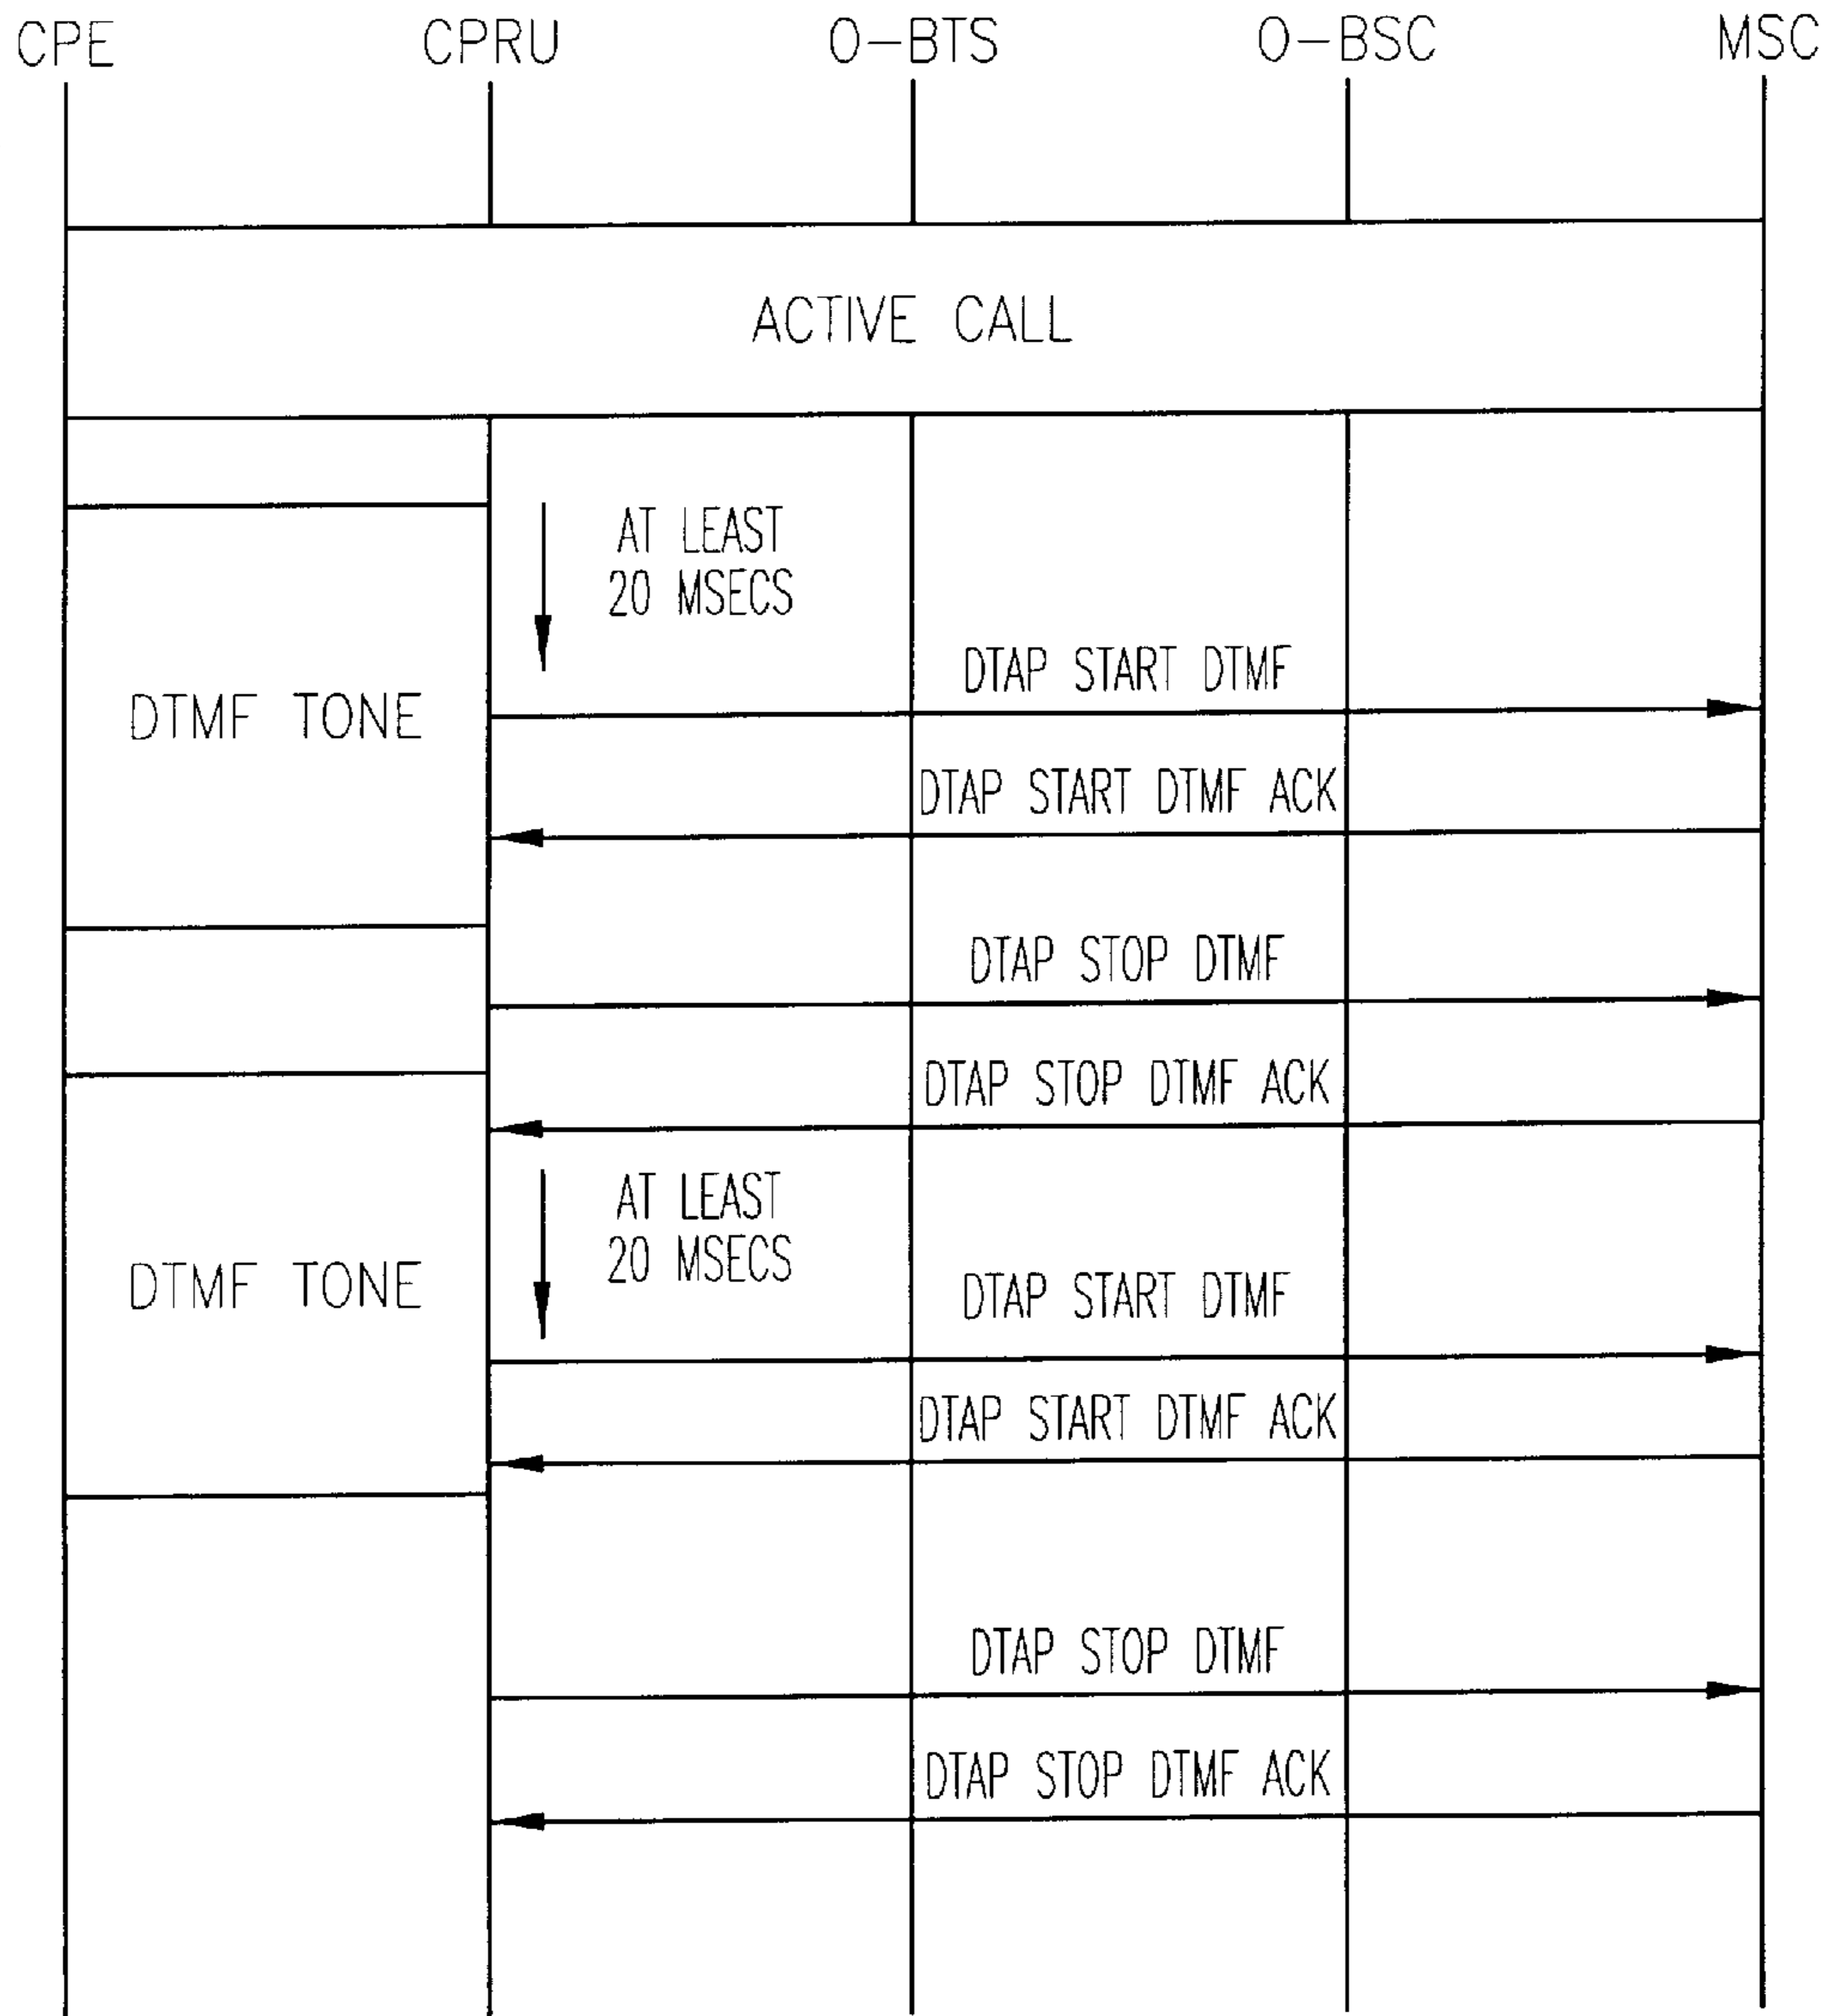 CPE CPRU O-BTS O-BSC MSC
ACTIVE CALL
AT LEAST
20 MSECS
DTAP START DTMF
DTMF TONE
DTAP START DTMF ACK
DTAP STOP DTMF
DTAP STOP DTMF ACK
AT LEAST
20 MSECS
DTMF TONE
DTAP START DTMF
DTAP START DTMF ACK
DTAP STOP DTMF
DTAP STOP DTMF ACK